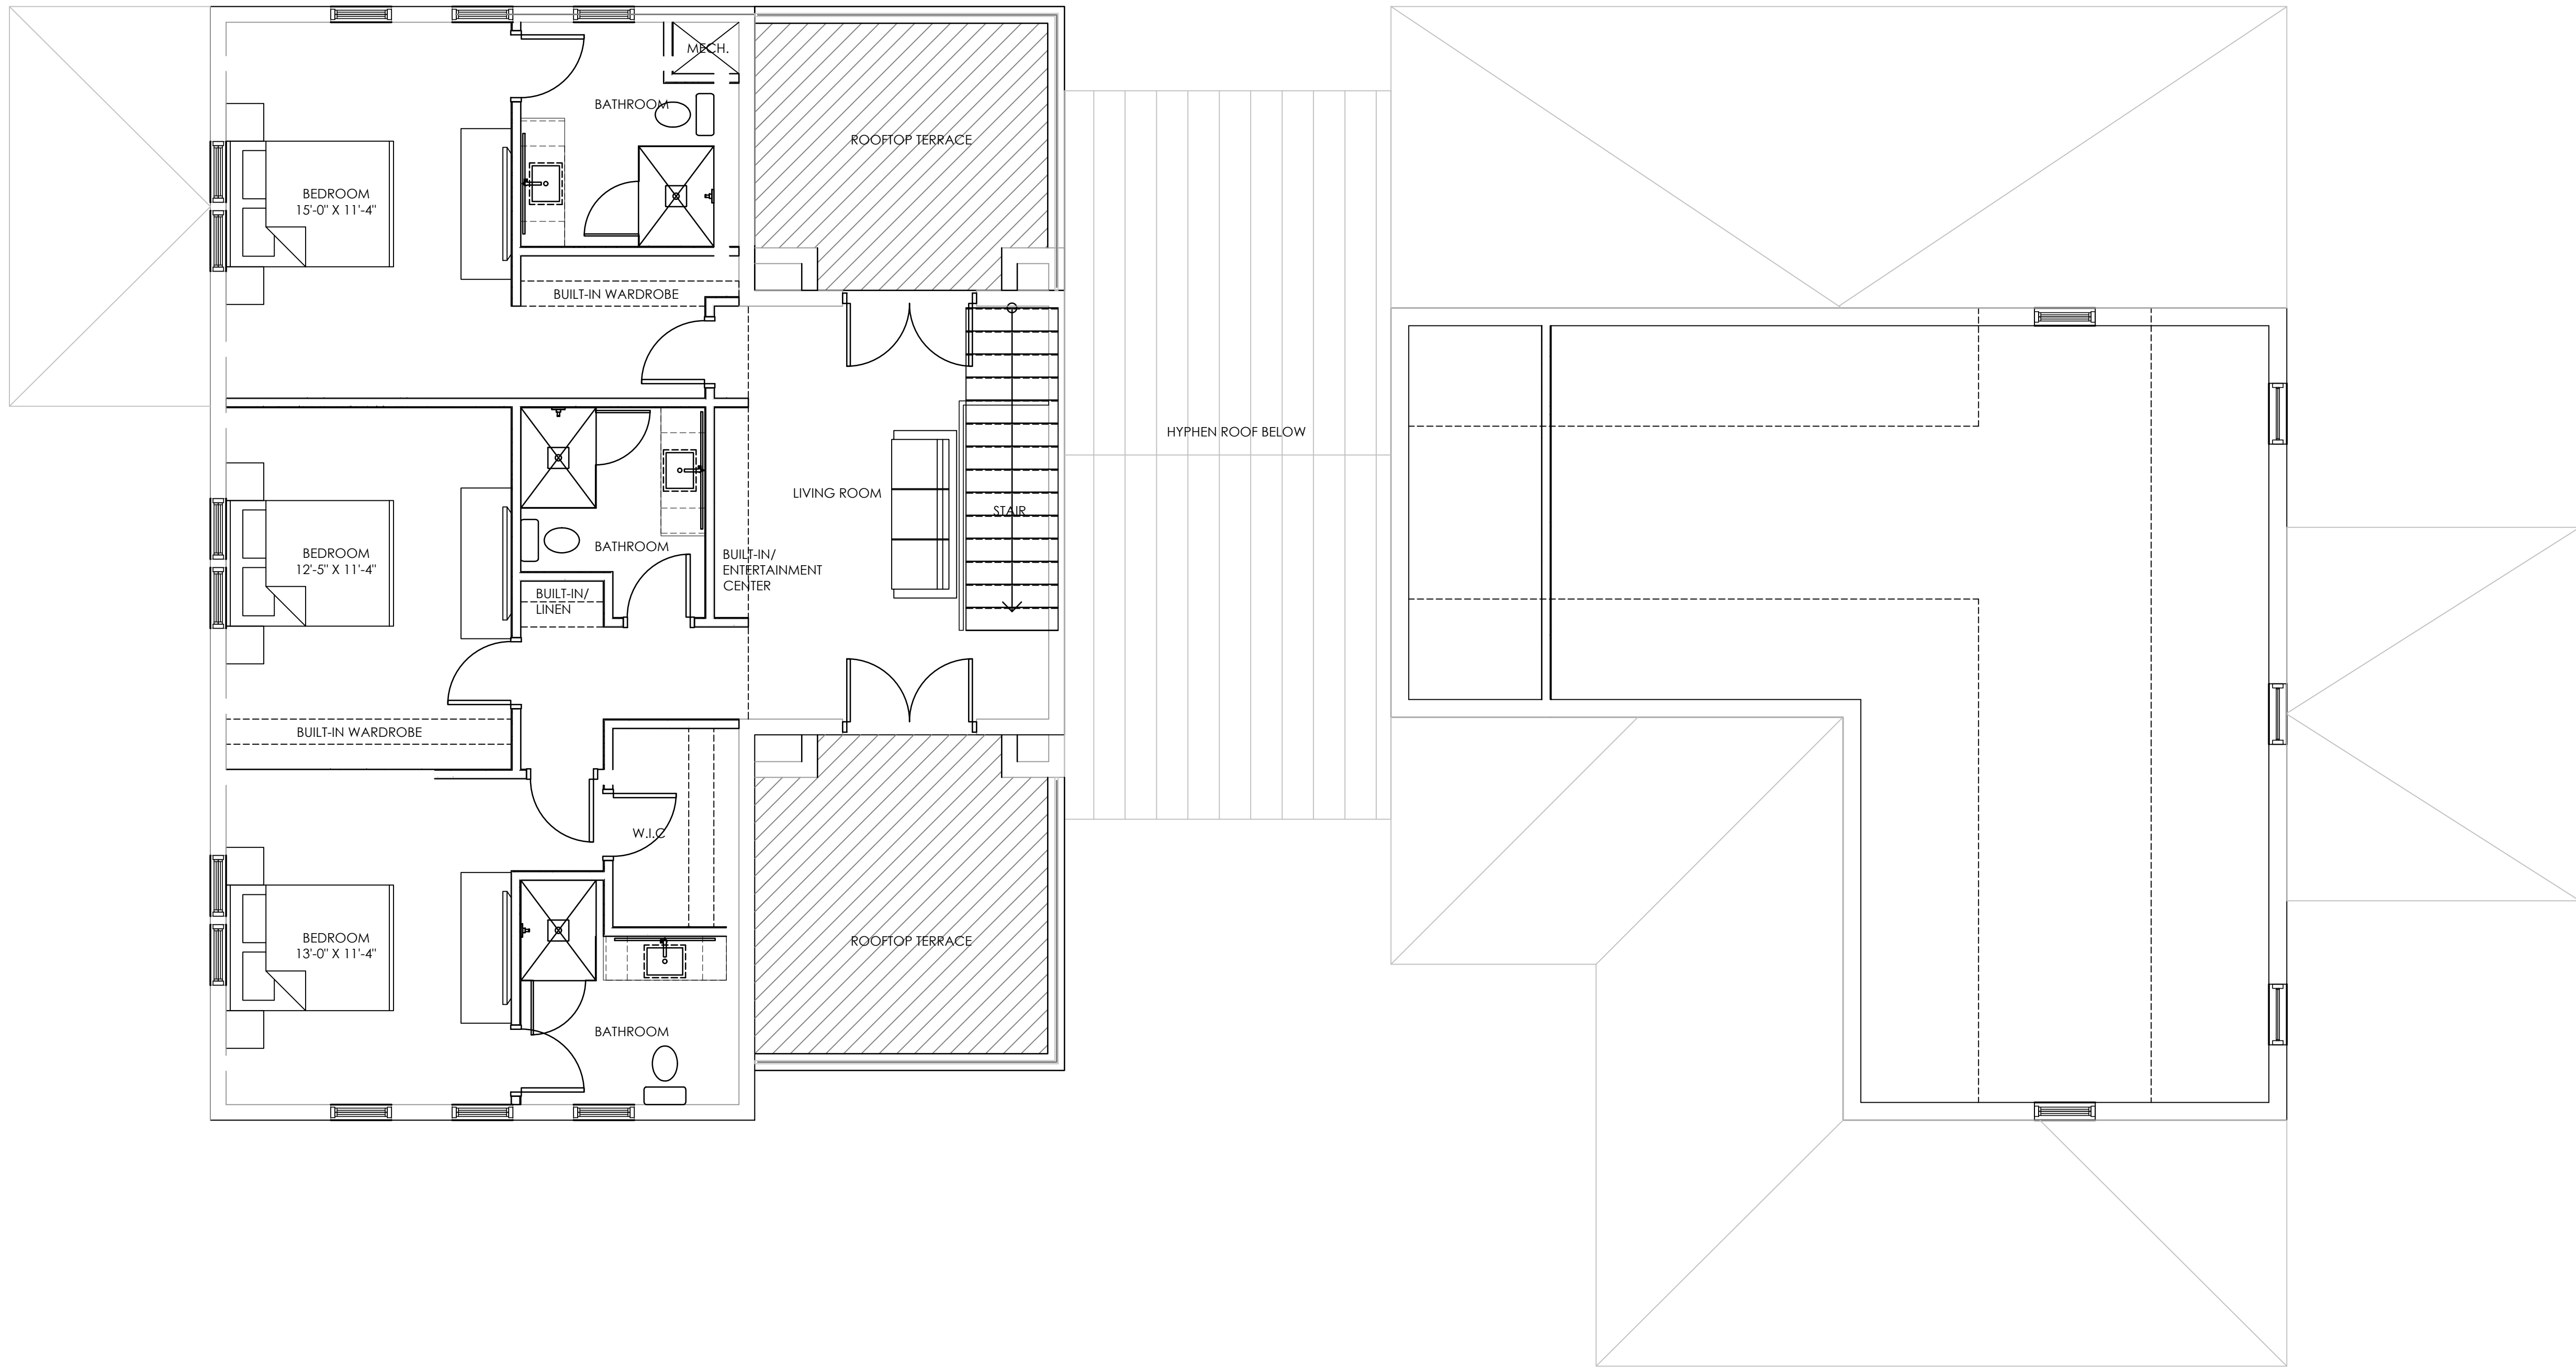 MECH.
BATHROOM
ROOFTOP TERRACE
BEDROOM
15'-0" X 11'-4"
BUILT-IN WARDROBE
HYPHEN ROOF BELOW
LIVING ROOM
STAIR
BATHROOM
BEDROOM
12'-5" X 11'-4"
BUILT-IN/
ENTERTAINMENT
CENTER
BUILT-IN/
LINEN
BUILT-IN WARDROBE
W.I.C
BEDROOM
13'-0" X 11'-4"
ROOFTOP TERRACE
BATHROOM